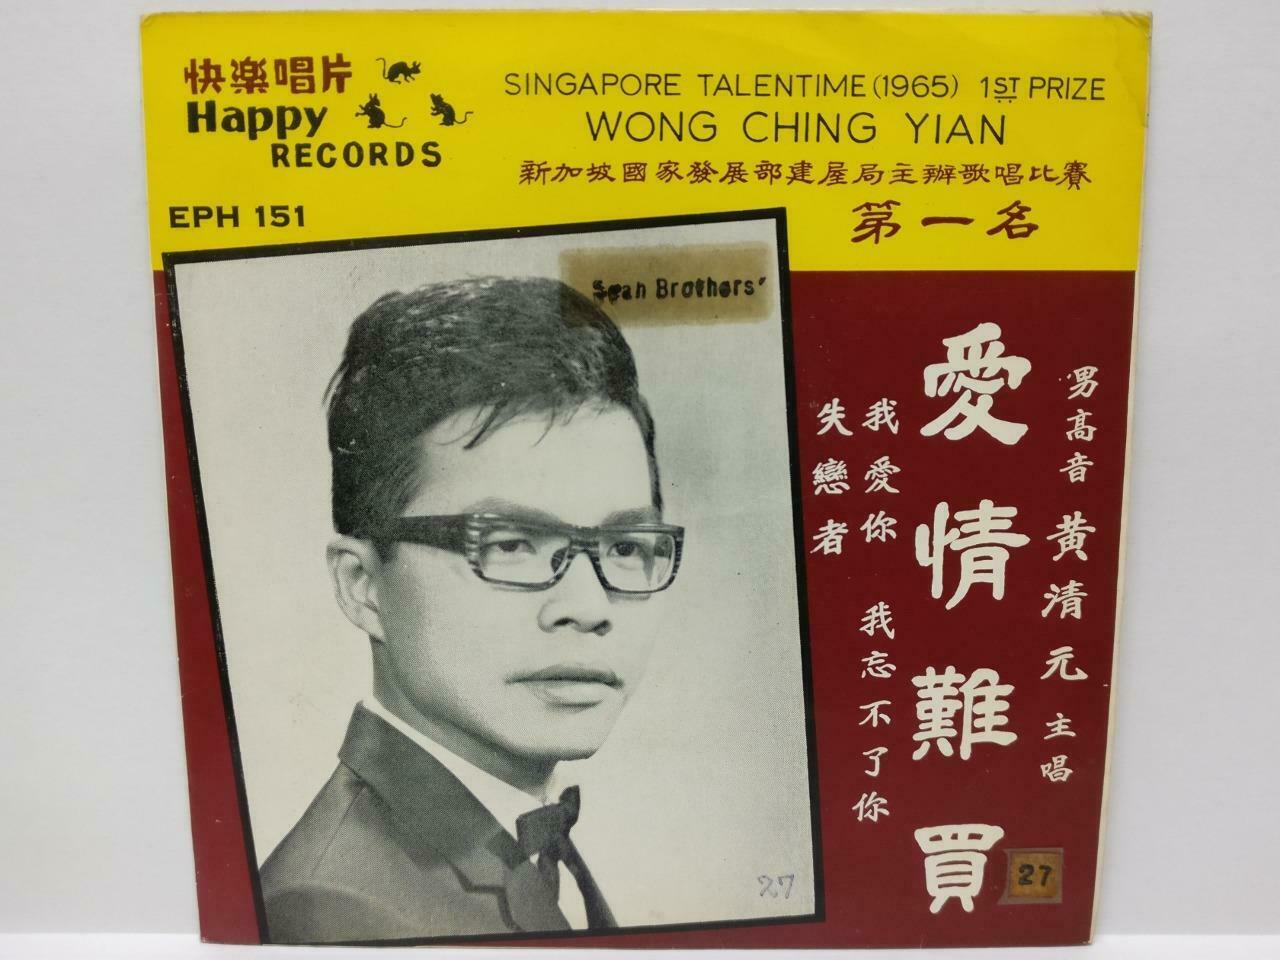 快樂唱片
Happy
RECORDS
EPH 151
SINGAPORE TALENTIME (1965) 1ST PRIZE
WONG CHING YIAN
新加坡國家發展部建屋局主辦歌唱比賽
第一名
Sean Brothers'
男高音 黃清元 主唱
愛情難買
我愛你 我忘不了你
失戀者
27
27